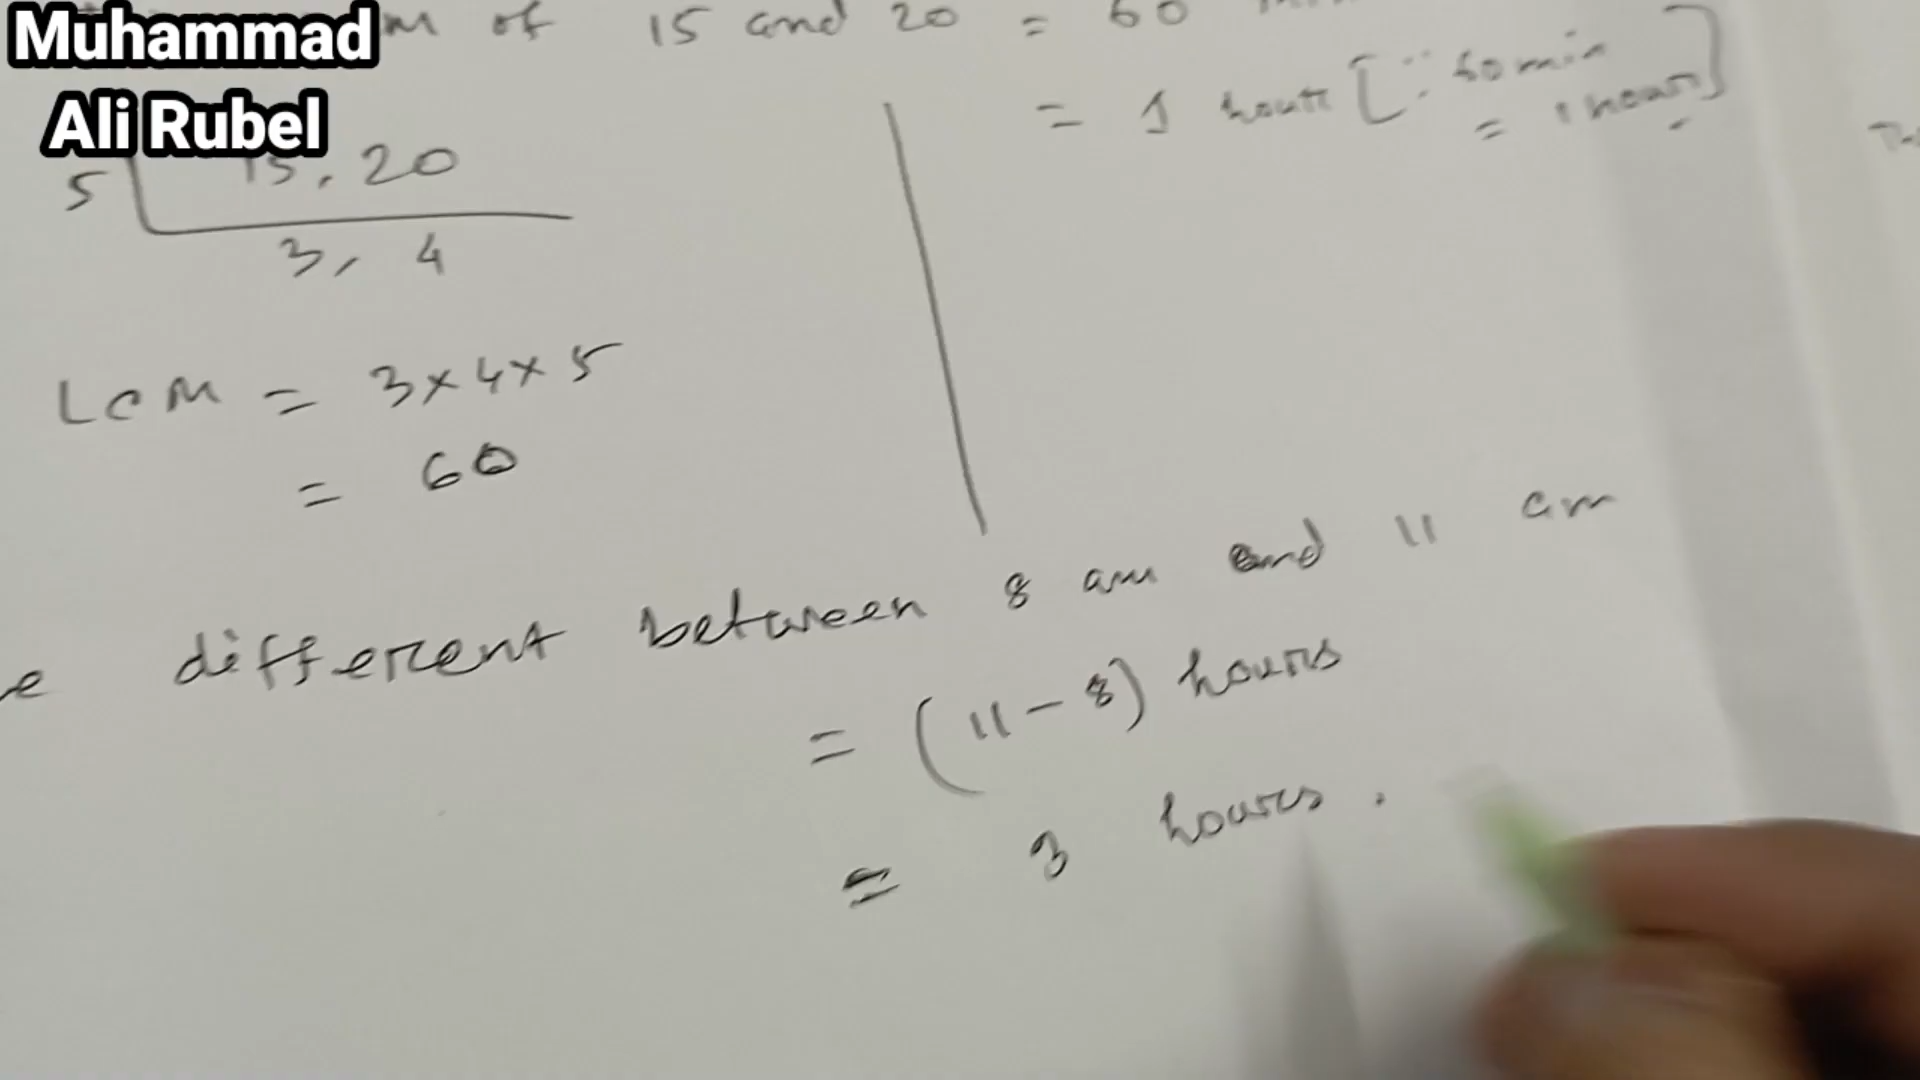 Muhammad
Ali Rubel
of 15 and 20 = 60
= 1 hour [∵ 60 min
= 1 hour]
5 15, 20
3, 4
LCM = 3×4×5
= 60
different between 8 am and 11 am
= (11-8) hours
= 3 hours.